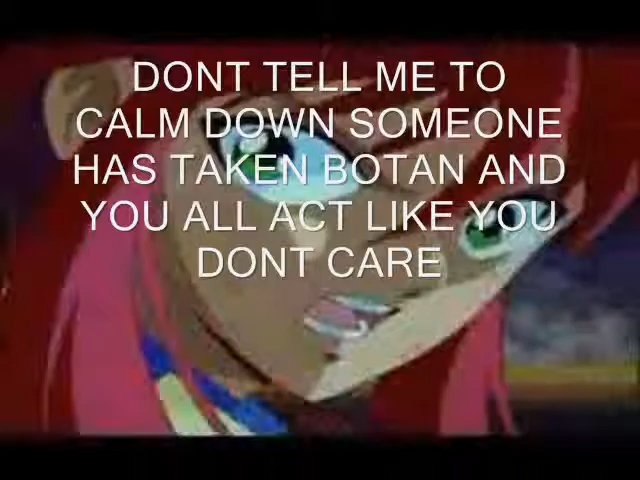 DONT TELL ME TO
CALM DOWN SOMEONE
HAS TAKEN BOTAN AND
YOU ALL ACT LIKE YOU
DONT CARE